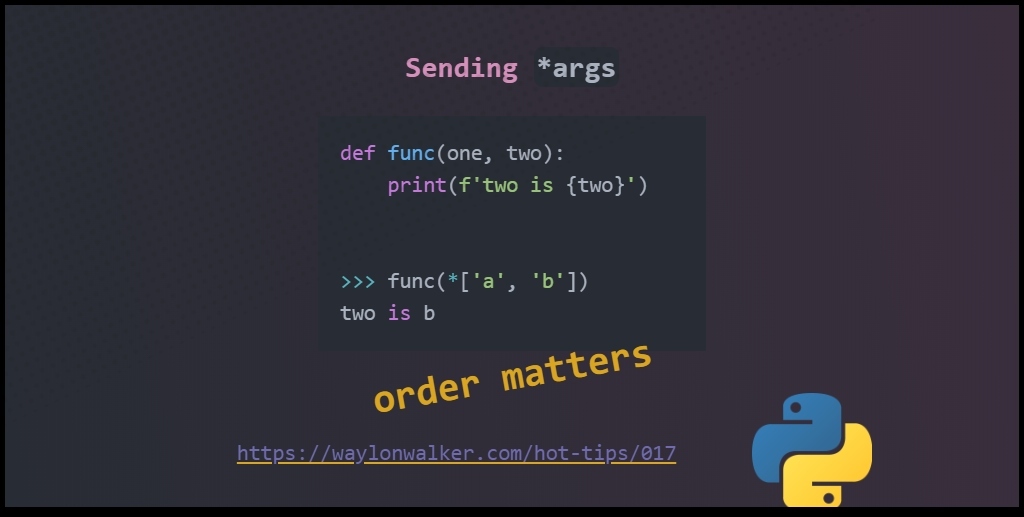 Sending *args
def func(one, two):
    print(f'two is {two}')
>>> func(*['a', 'b'])
two is b
order matters
https://waylonwalker.com/hot-tips/017